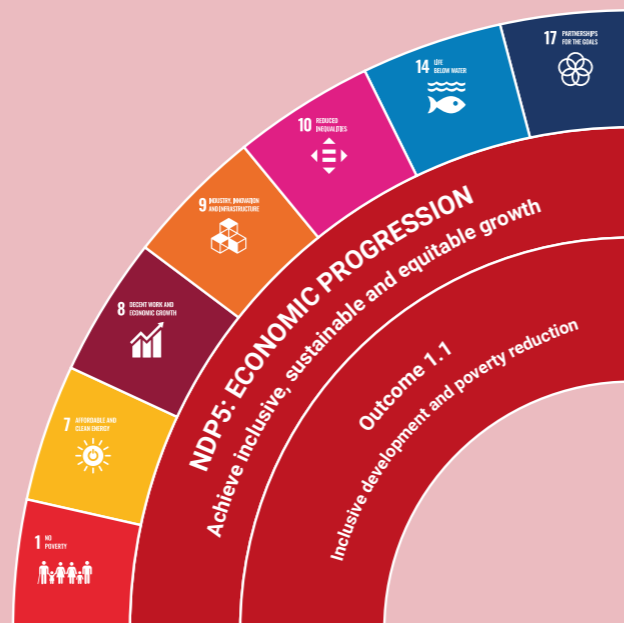 17 PARTNERSHIPS
FOR THE GOALS
14 LIFE
BELOW WATER
10 REDUCED
INEQUALITIES
9 INDUSTRY, INNOVATION
AND INFRASTRUCTURE
8 DECENT WORK AND
ECONOMIC GROWTH
7 AFFORDABLE AND
CLEAN ENERGY
1 NO
POVERTY
NDP5: ECONOMIC PROGRESSION
Achieve inclusive, sustainable and equitable growth
Outcome 1.1
Inclusive development and poverty reduction